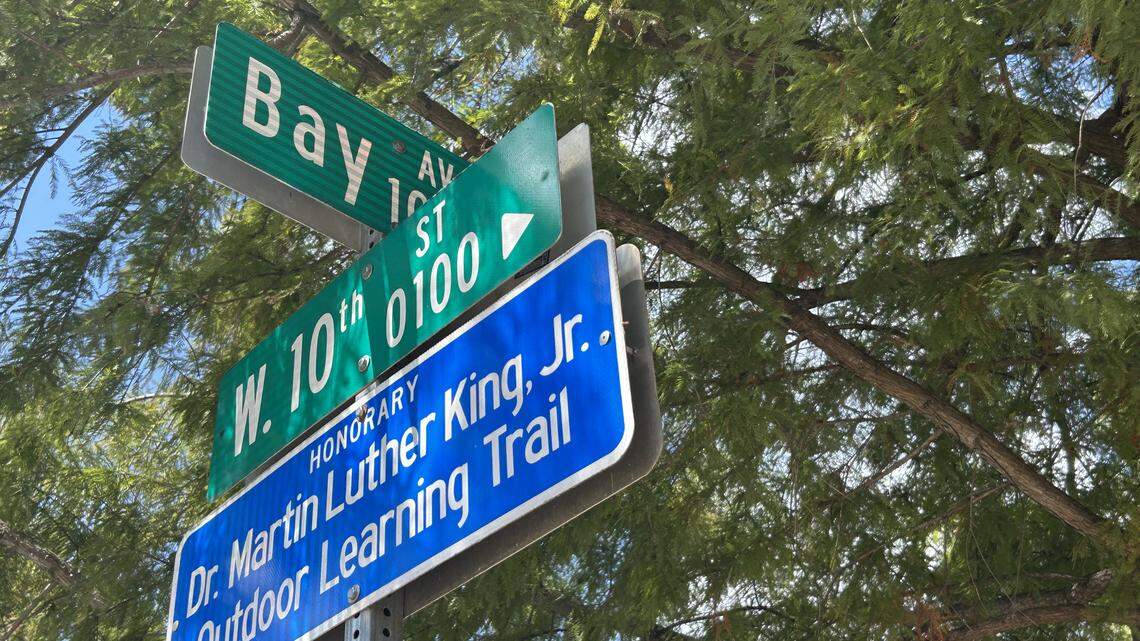 Bay AV
W. 10th ST
0100
HONORARY
Dr. Martin Luther King, Jr.
Outdoor Learning Trail